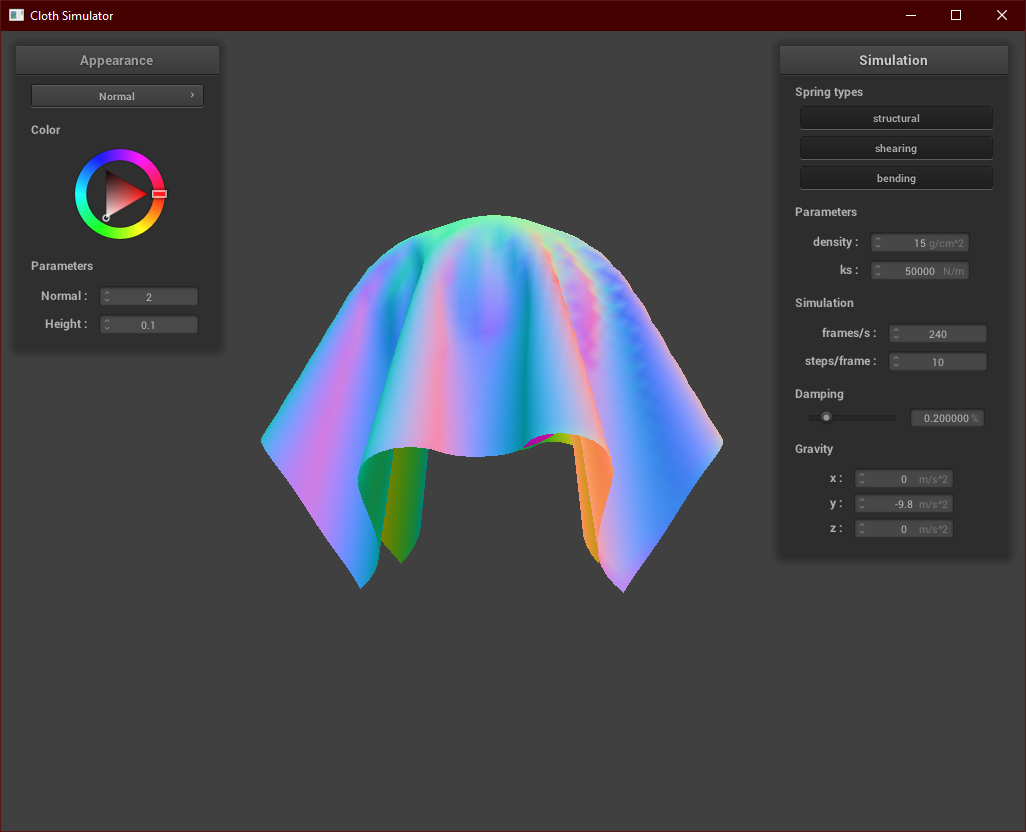 Cloth Simulator
Appearance
Normal
Color
Parameters
Normal : 2
Height : 0.1
Simulation
Spring types
structural
shearing
bending
Parameters
density : 15 g/cm^2
ks : 50000 N/m
Simulation
frames/s : 240
steps/frame : 10
Damping
0.200000 %
Gravity
x : 0 m/s^2
y : -9.8 m/s^2
z : 0 m/s^2